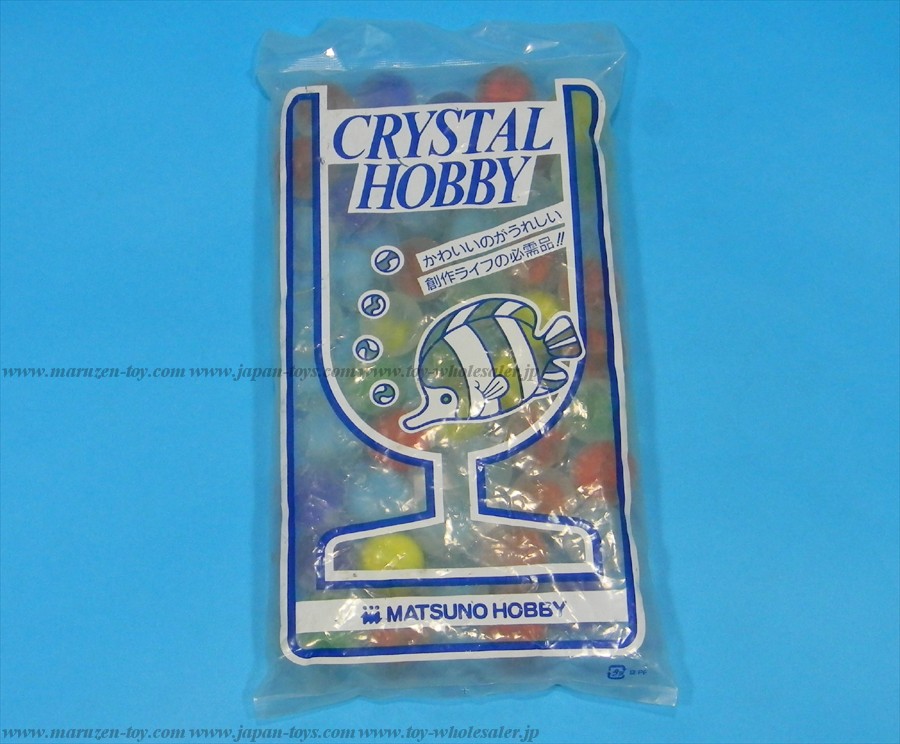 CRYSTAL
HOBBY
かわいいのがうれしい
創作ライフの必需品!!
www.maruzen-toy.com www.japan-toys.com www.toy-wholesaler.jp
MATSUNO HOBBY
www.maruzen-toy.com www.japan-toys.com www.toy-wholesaler.jp